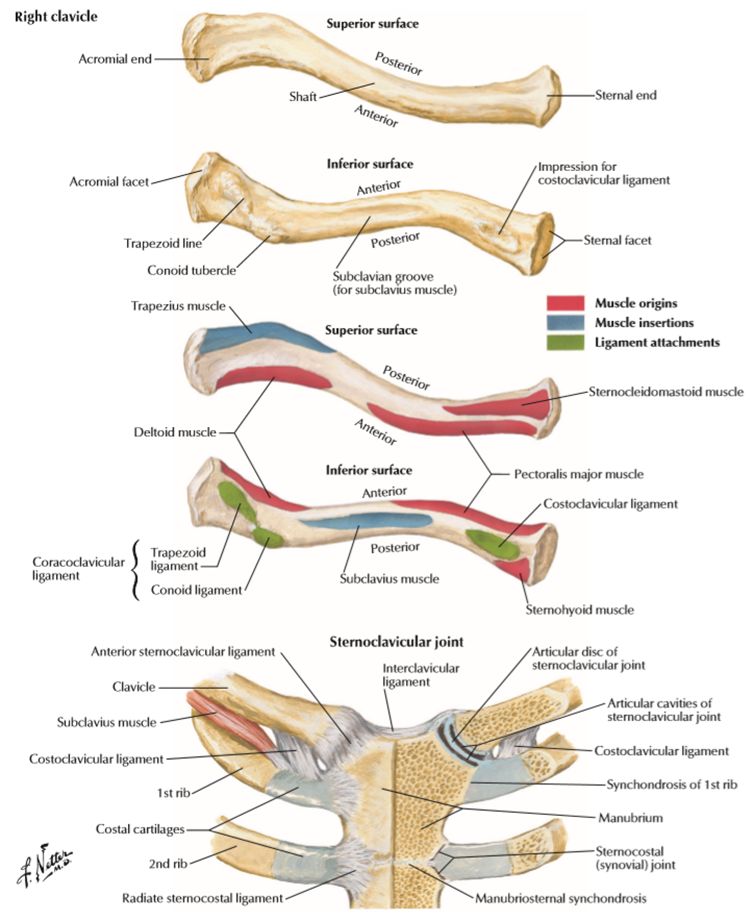 Right clavicle
Superior surface
Acromial end
Posterior
Shaft
Anterior
Sternal end
Inferior surface
Acromial facet
Anterior
Impression for
costoclavicular ligament
Trapezoid line
Posterior
Sternal facet
Conoid tubercle
Subclavian groove
(for subclavius muscle)
Muscle origins
Muscle insertions
Ligament attachments
Trapezius muscle
Superior surface
Posterior
Sternocleidomastoid muscle
Deltoid muscle
Anterior
Inferior surface
Pectoralis major muscle
Anterior
Costoclavicular ligament
Coracoclavicular
ligament
Trapezoid
ligament
Conoid ligament
Posterior
Subclavius muscle
Sternohyoid muscle
Sternoclavicular joint
Anterior sternoclavicular ligament
Interclavicular
ligament
Articular disc of
sternoclavicular joint
Clavicle
Subclavius muscle
Articular cavities of
sternoclavicular joint
Costoclavicular ligament
Costoclavicular ligament
1st rib
Synchondrosis of 1st rib
Costal cartilages
Manubrium
2nd rib
Sternocostal
(synovial) joint
Radiate sternocostal ligament
Manubriosternal synchondrosis
F. Netter
M.D.